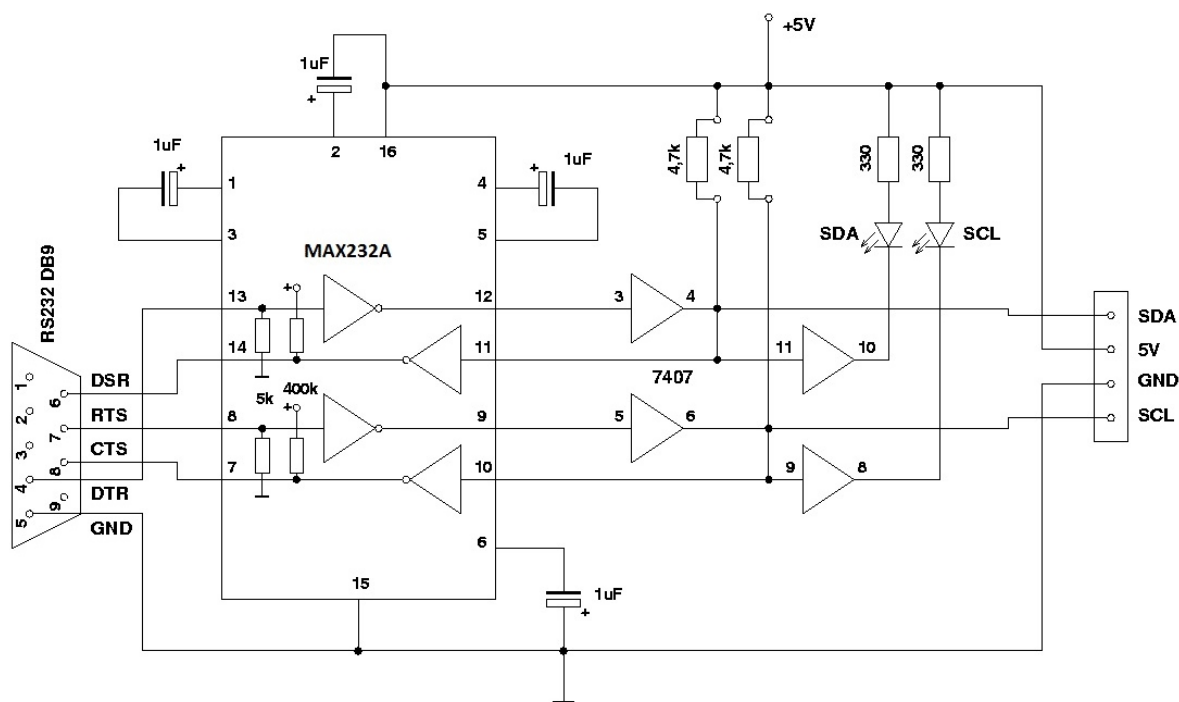 +5V
1uF
+
2
16
1uF
+
1
3
4
5
+
1uF
4,7k
4,7k
330
330
SDA
SCL
MAX232A
RS232 DB9
13
+
12
3
4
14
11
11
10
5k
400k
+
7407
8
9
5
6
7
10
9
8
1
2
3
4
5
6
7
8
9
DSR
RTS
CTS
DTR
GND
6
15
1uF
+
SDA
5V
GND
SCL